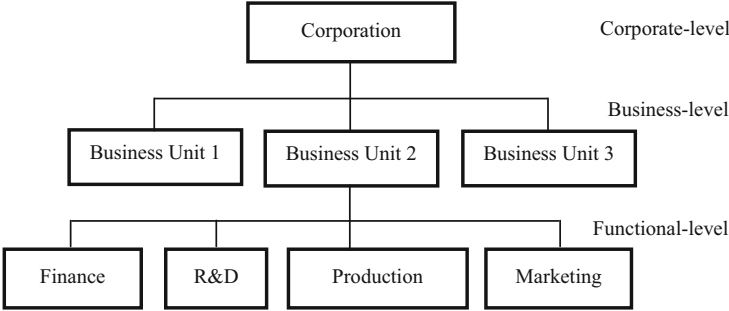 Corporation
Corporate-level
Business-level
Business Unit 1
Business Unit 2
Business Unit 3
Functional-level
Finance
R&D
Production
Marketing